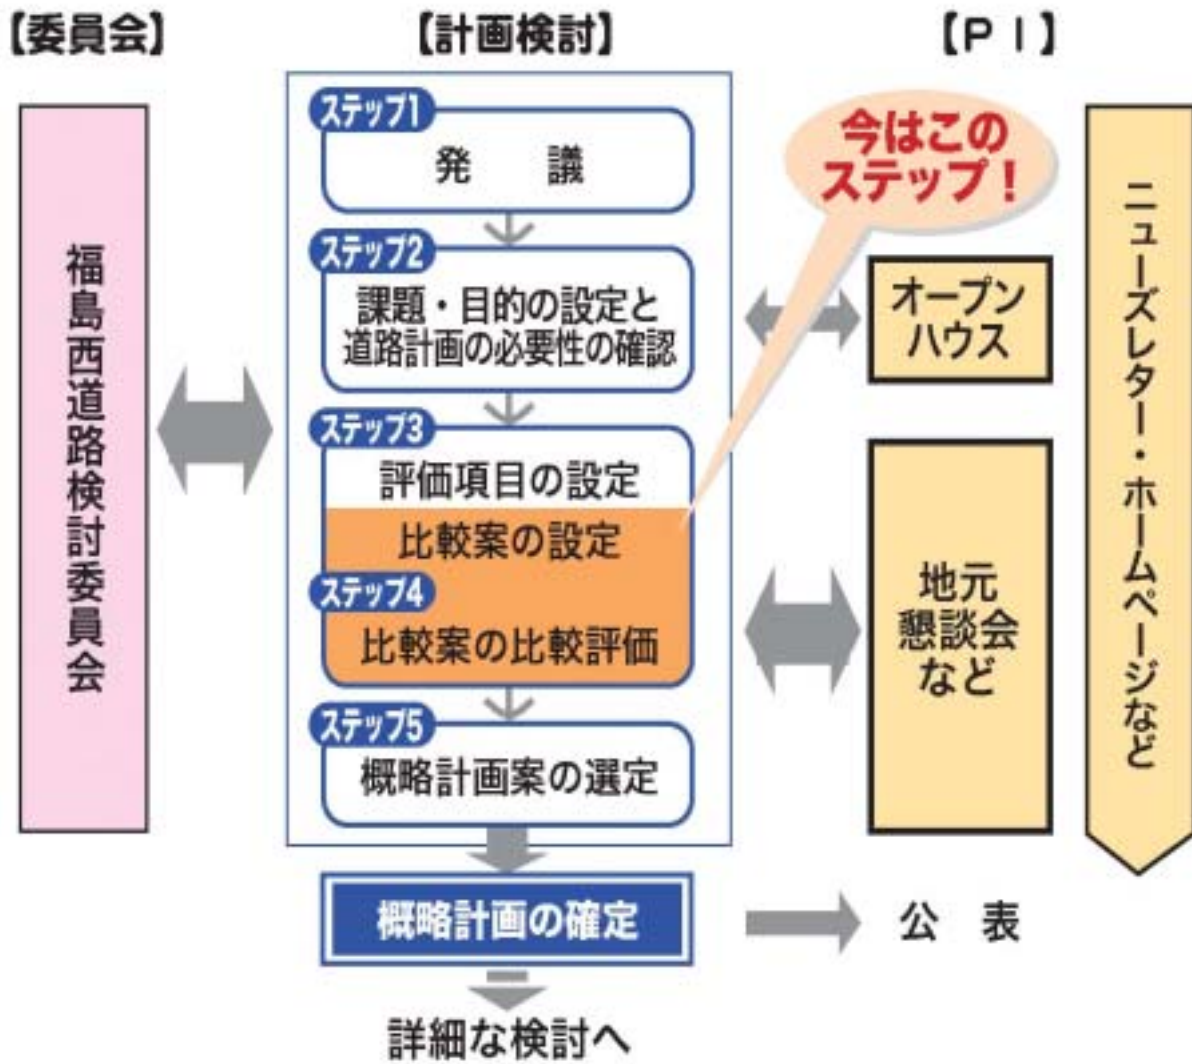 【委員会】
【計画検討】
【PI】
福島西道路検討委員会
ステップ1
発　議
ステップ2
課題・目的の設定と
道路計画の必要性の確認
ステップ3
評価項目の設定
比較案の設定
ステップ4
比較案の比較評価
ステップ5
概略計画案の選定
概略計画の確定
詳細な検討へ
今はこの
ステップ！
オープン
ハウス
地元
懇談会
など
公　表
ニューズレター・ホームページなど